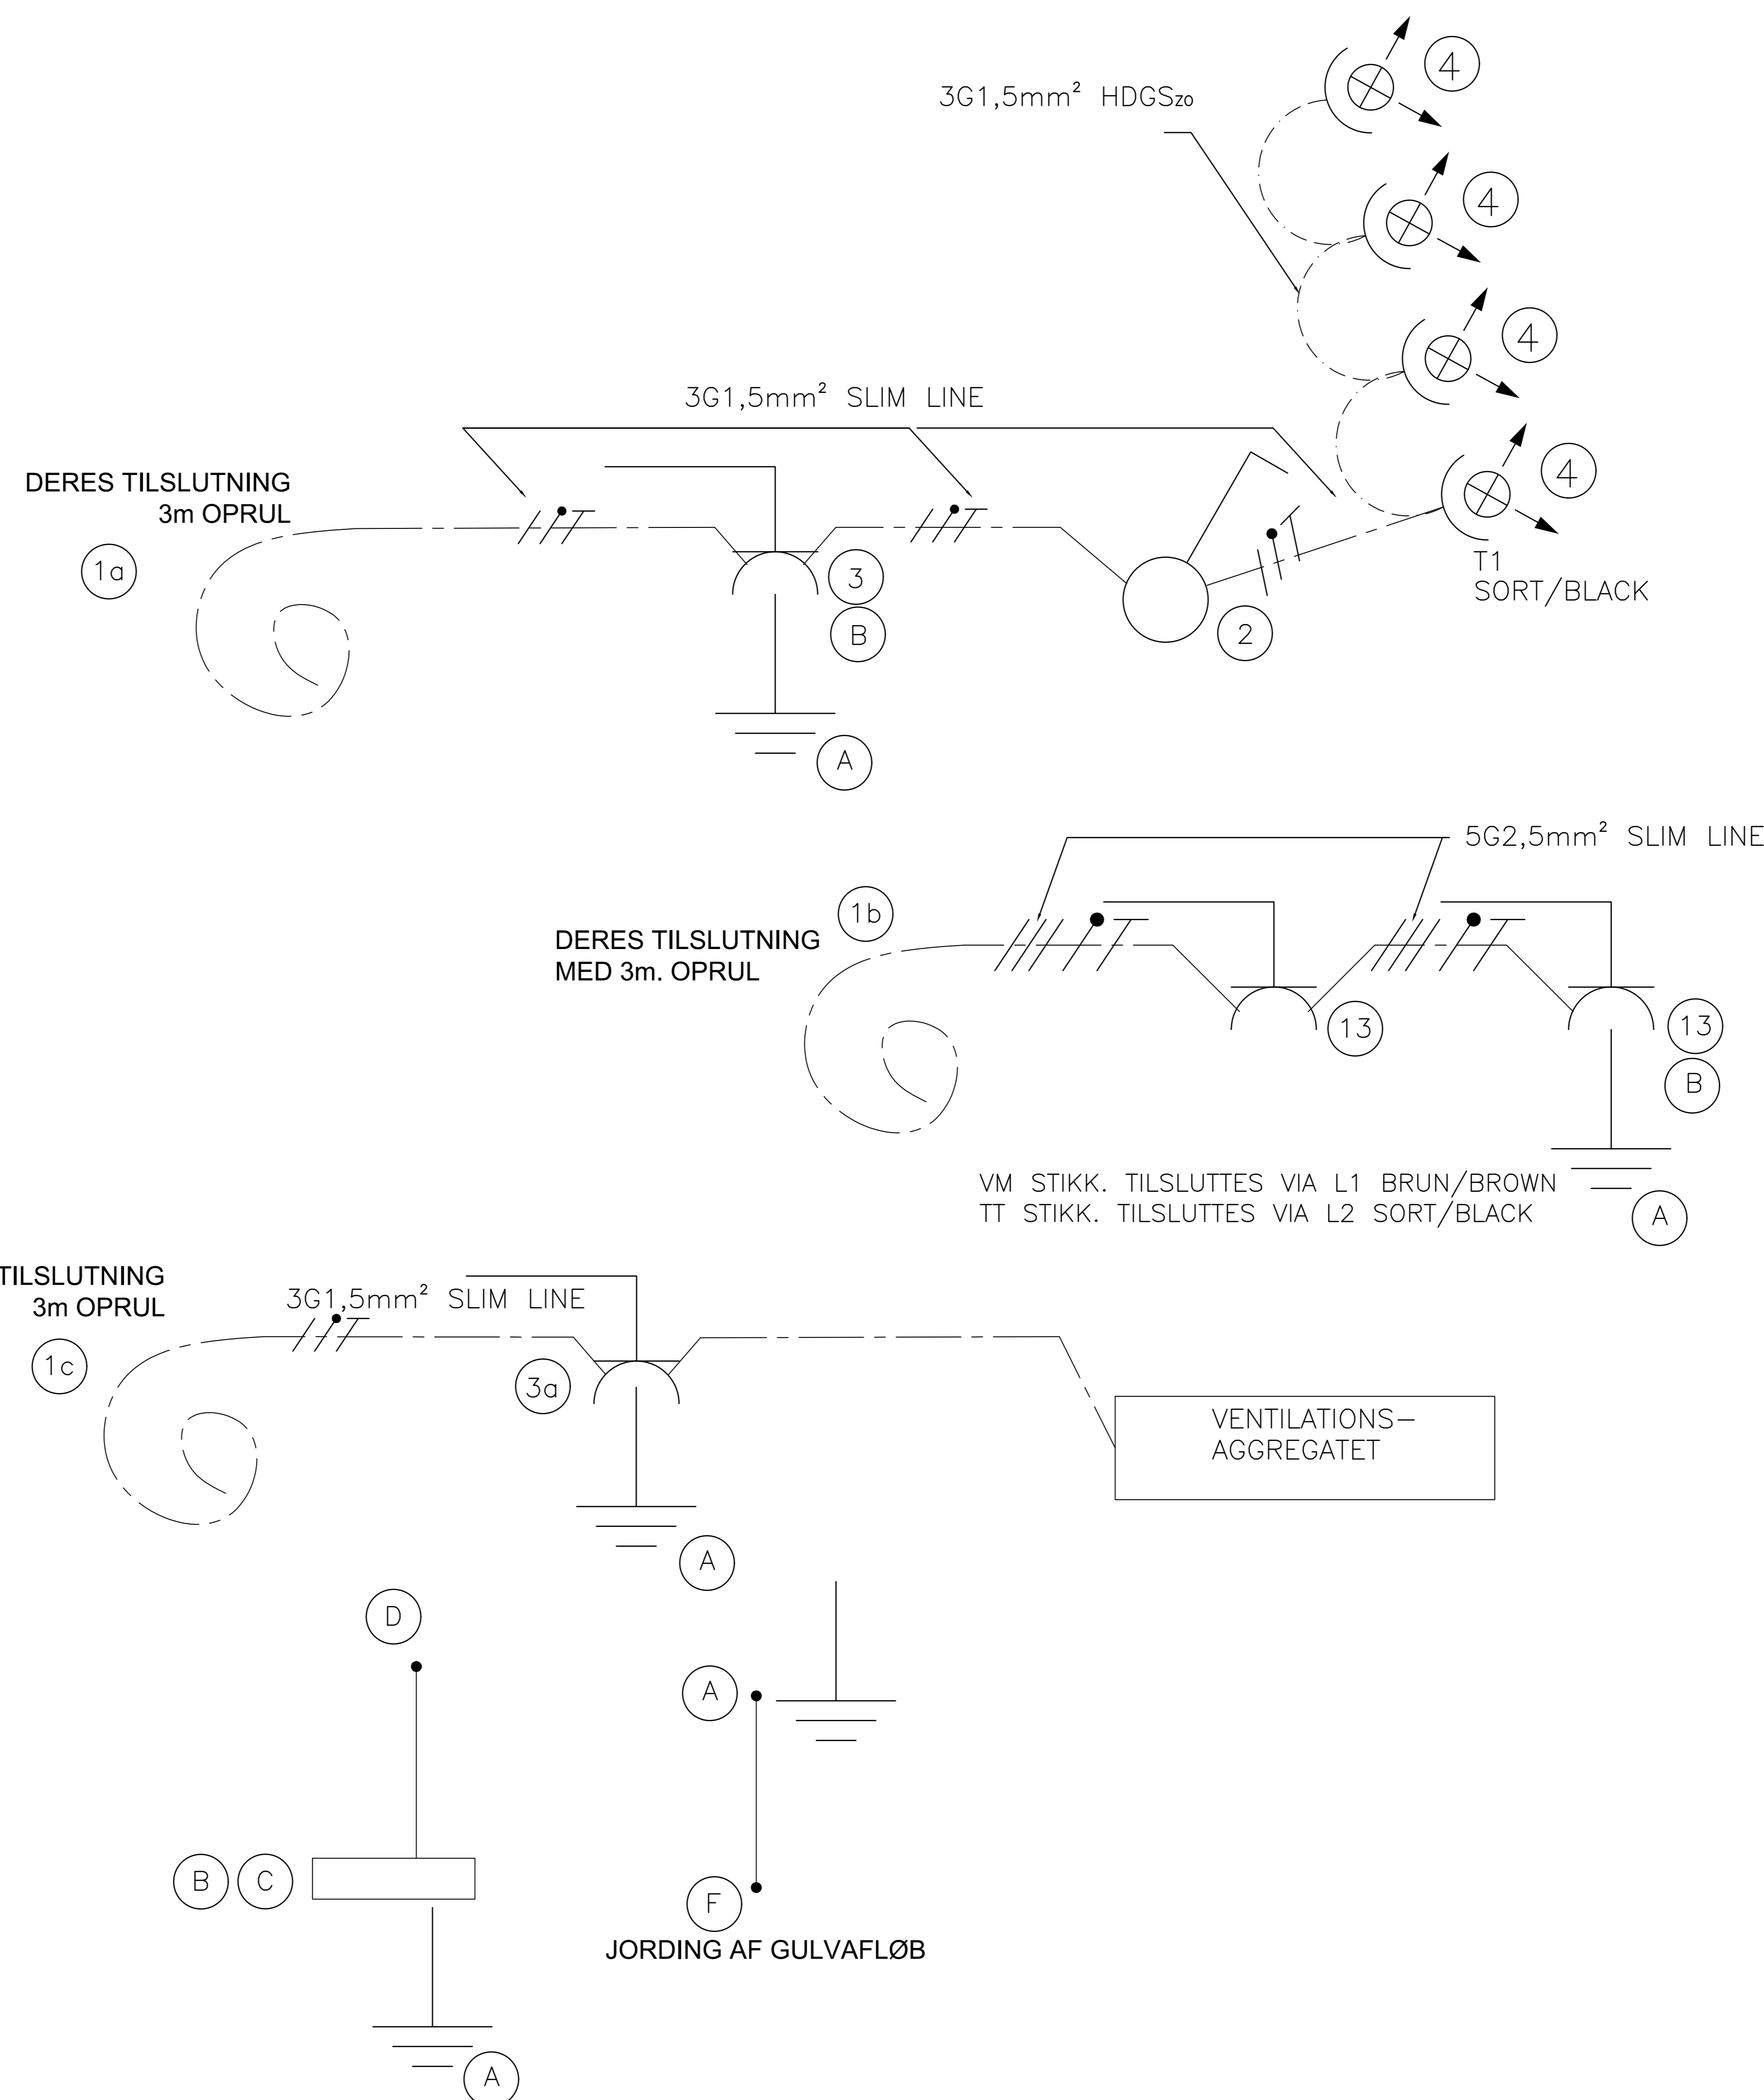 4
3G1,5mm² HDGSzo
4
4
3G1,5mm² SLIM LINE
4
DERES TILSLUTNING
3m OPRUL
1a
T1
SORT/BLACK
3
B
2
A
5G2,5mm² SLIM LINE
1b
DERES TILSLUTNING
MED 3m. OPRUL
13
13
B
VM STIKK. TILSLUTTES VIA L1 BRUN/BROWN
TT STIKK. TILSLUTTES VIA L2 SORT/BLACK
A
TILSLUTNING
3m OPRUL
3G1,5mm² SLIM LINE
1c
3a
VENTILATIONS-
AGGREGATET
A
D
A
B C
F
JORDING AF GULVAFLØB
A